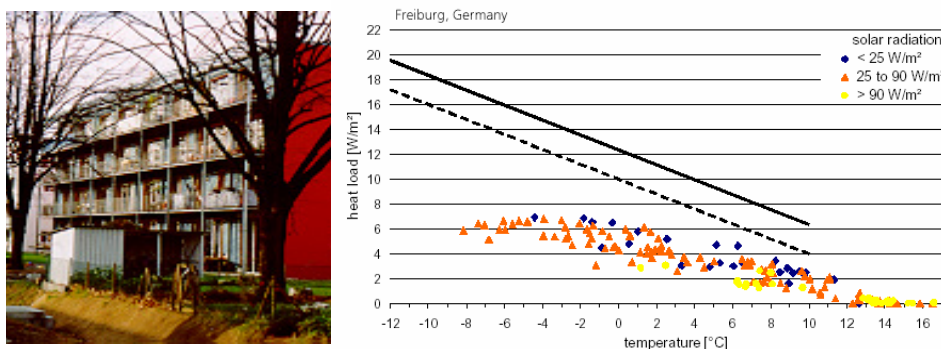 Freiburg, Germany
solar radiation
< 25 W/m²
25 to 90 W/m²
> 90 W/m²
heat load [W/m²]
22
20
18
16
14
12
10
8
6
4
2
0
-12 -10 -8 -6 -4 -2 0 2 4 6 8 10 12 14 16
temperature [°C]